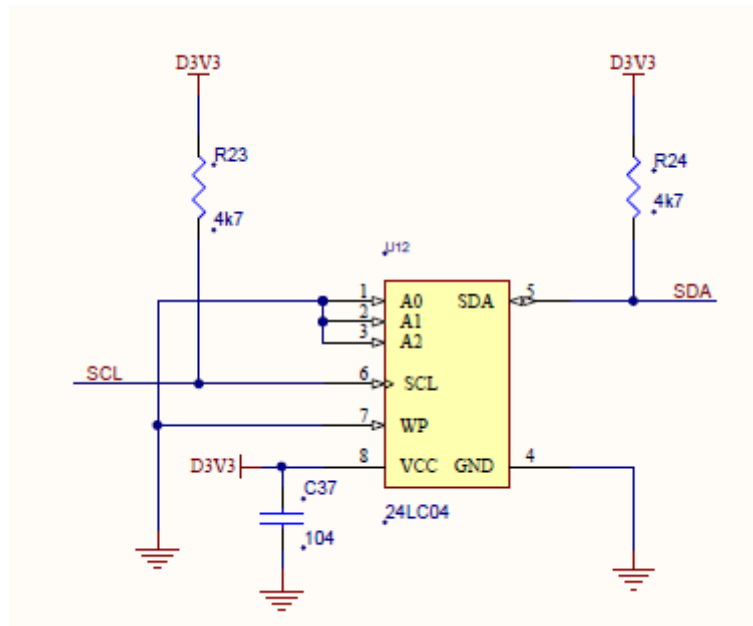 D3V3
D3V3
R23
4k7
R24
4k7
U12
1 A0 SDA 5
2 A1
3 A2
SDA
SCL
6 SCL
7 WP
D3V3
8 VCC GND 4
C37
104
24LC04